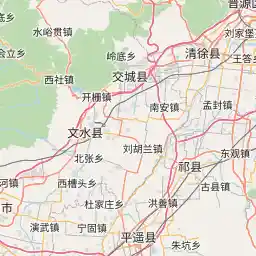 晋源区
水峪贯镇
刘家堡
岭底乡
清徐县
会立乡
王答乡
交城县
西社镇
开栅镇
南安镇
孟封镇
文水县
刘胡兰镇
北张乡
祁县
东观镇
河镇
西槽头乡
古县镇
市
杜家庄乡
洪善镇
演武镇
宁固镇
平遥县
朱坑乡